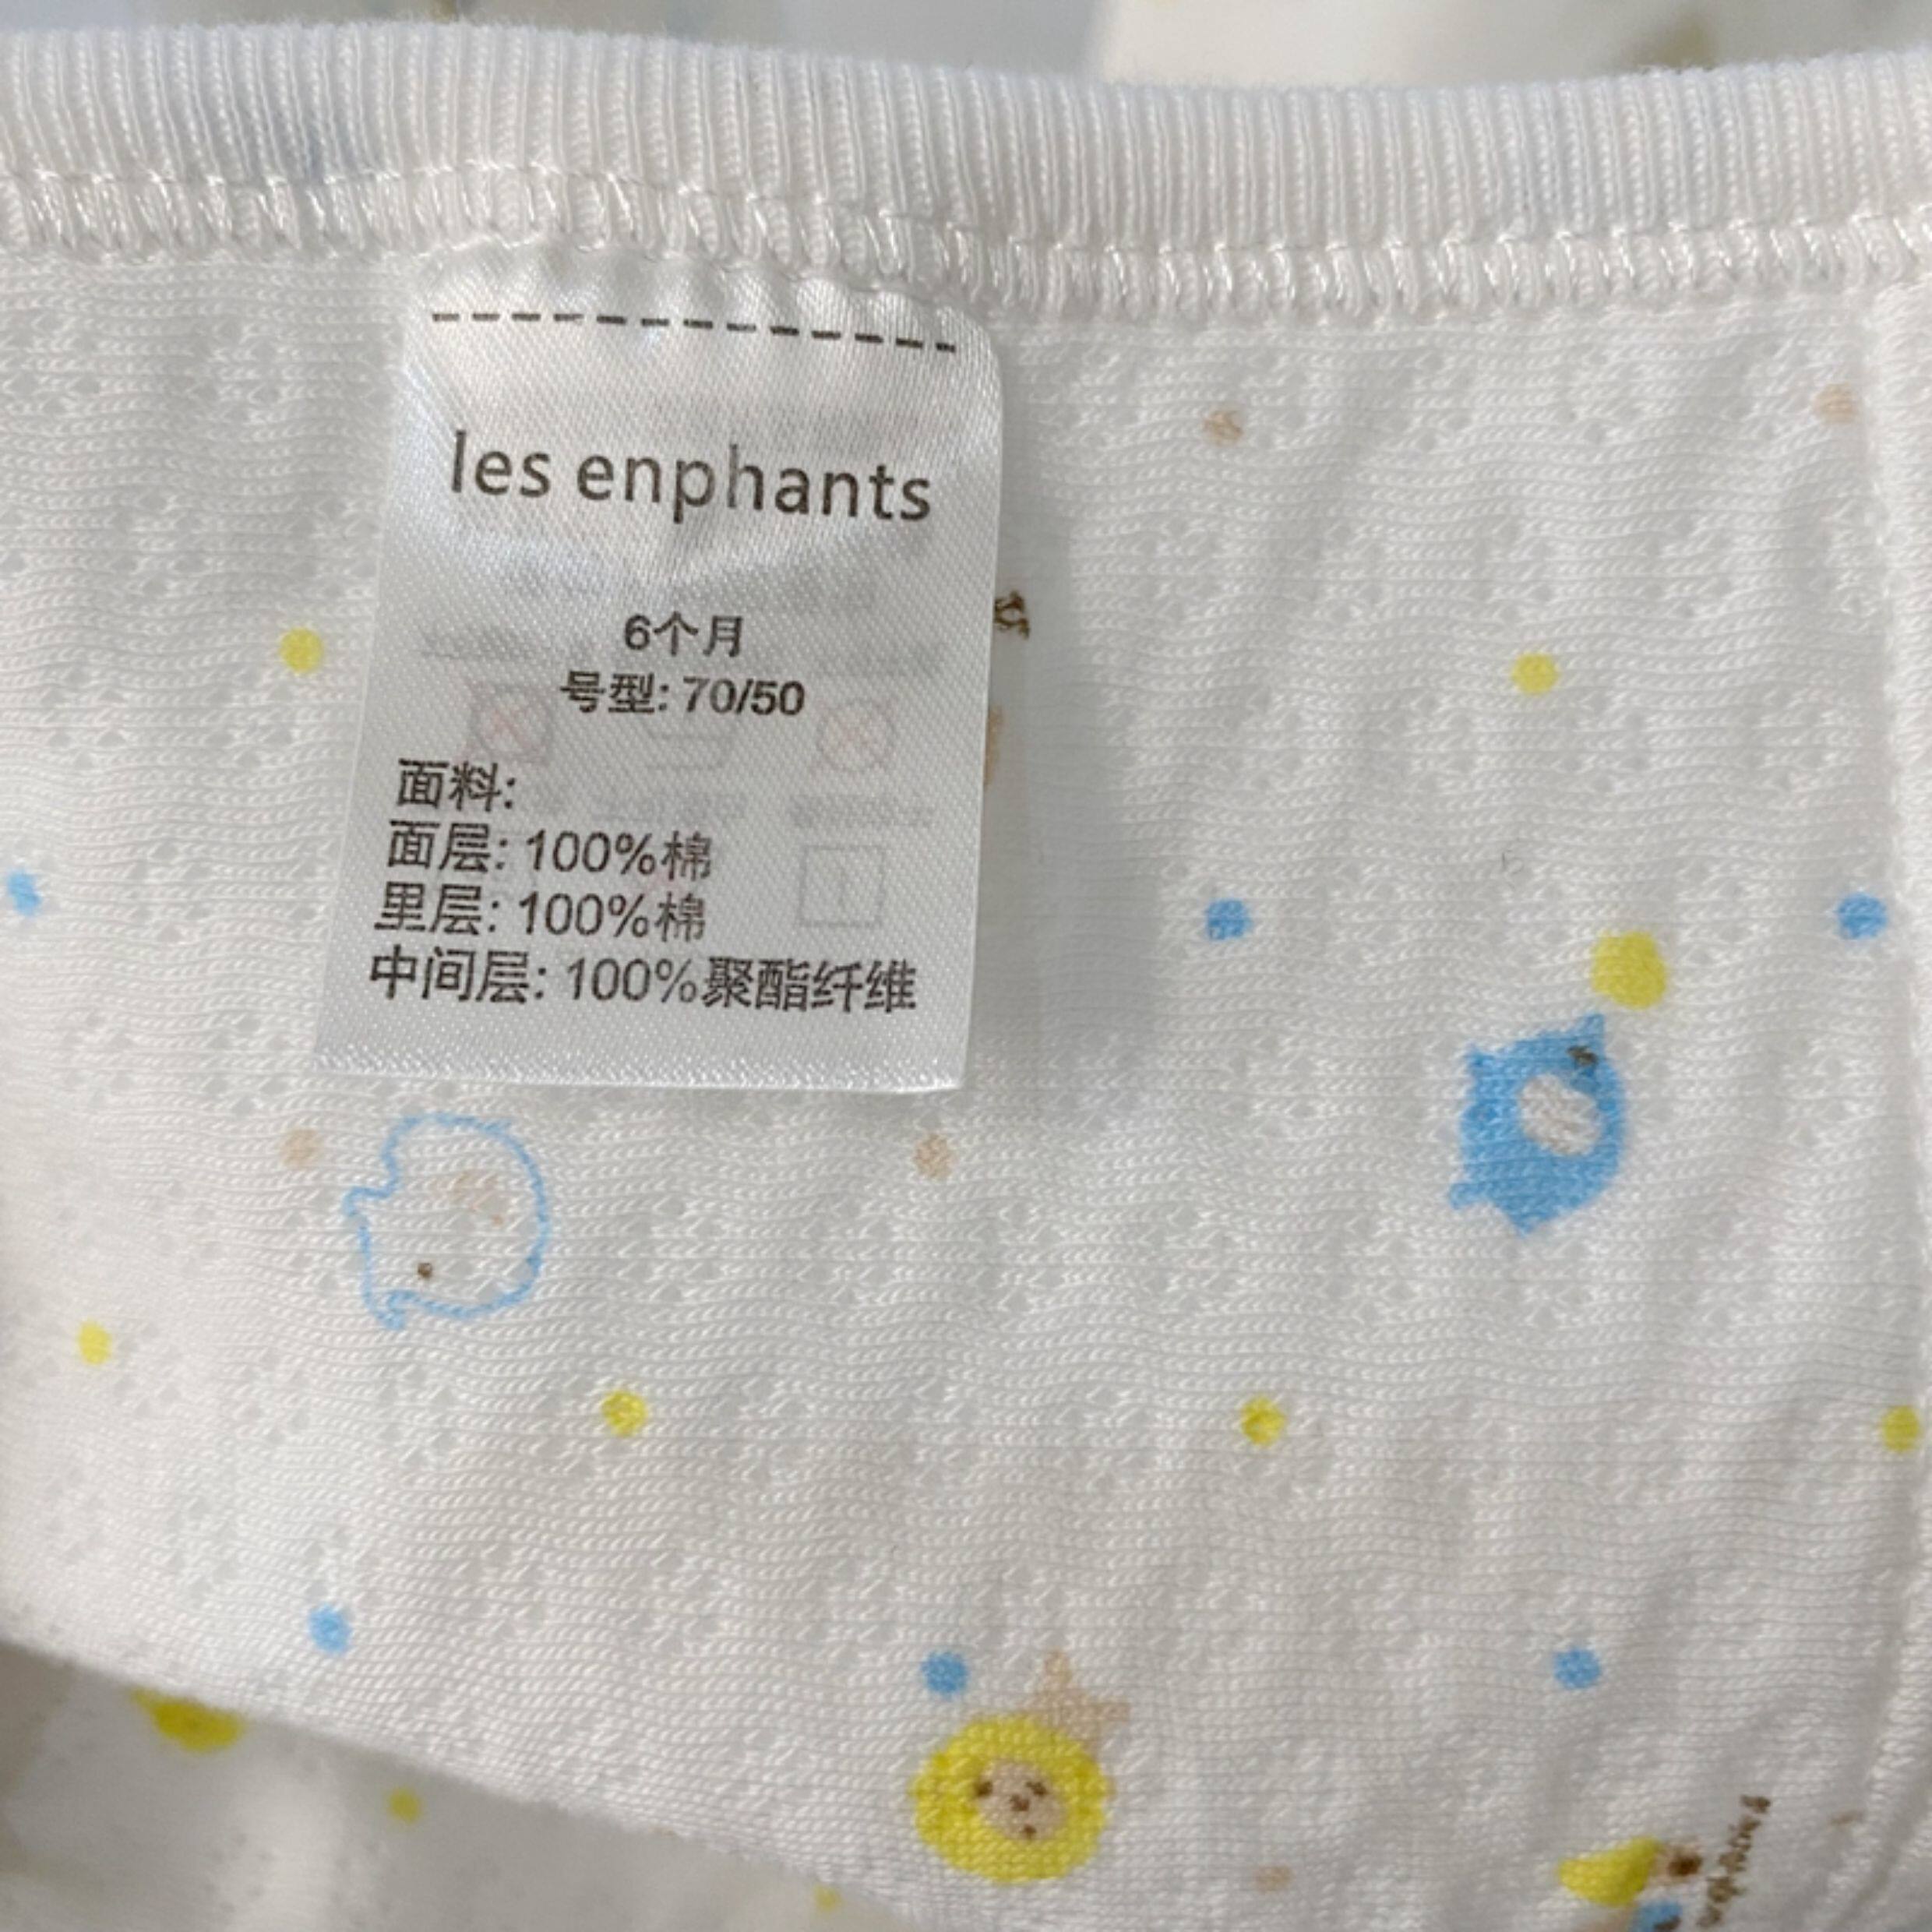 les enphants
6个月
号型: 70/50
面料:
面层: 100%棉
里层: 100%棉
中间层: 100%聚酯纤维